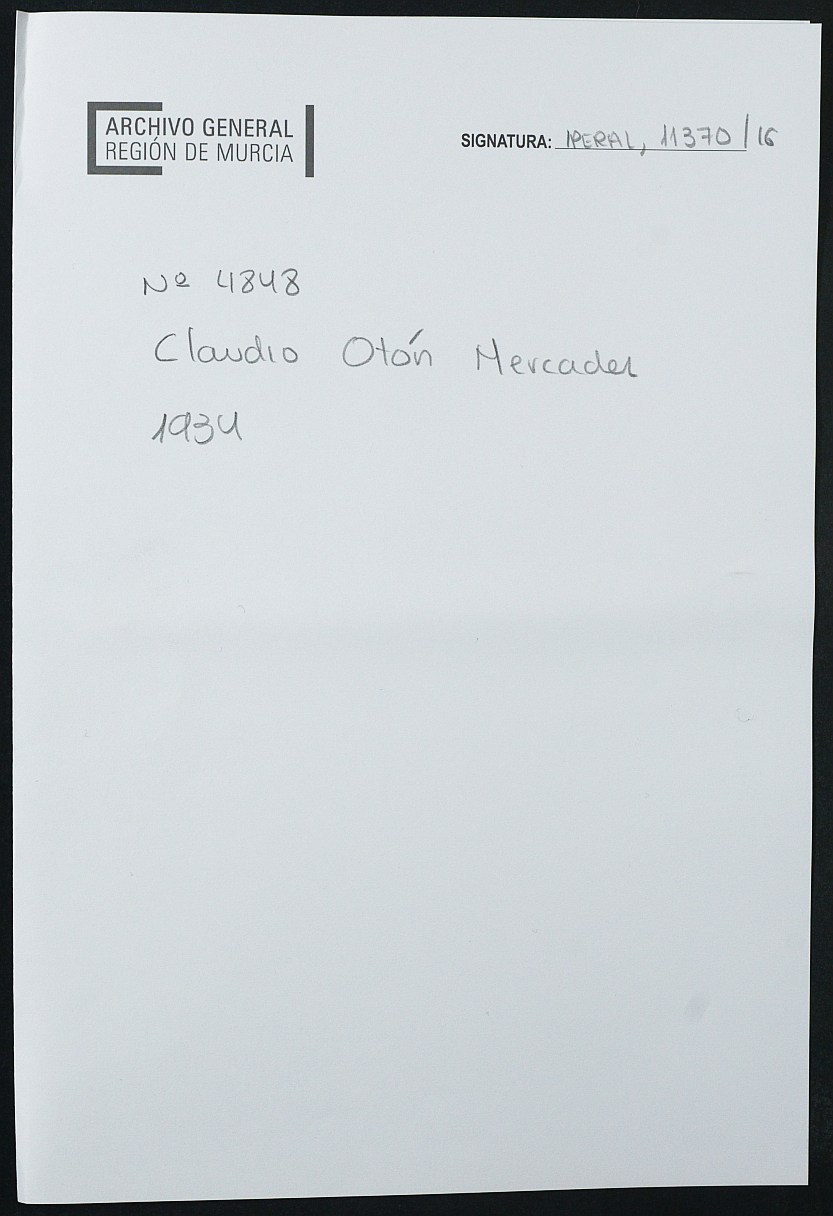 ARCHIVO GENERAL
REGIÓN DE MURCIA
SIGNATURA: IPERAL, 11370/16
Nº 4848
Claudio Otón Mercader
1934